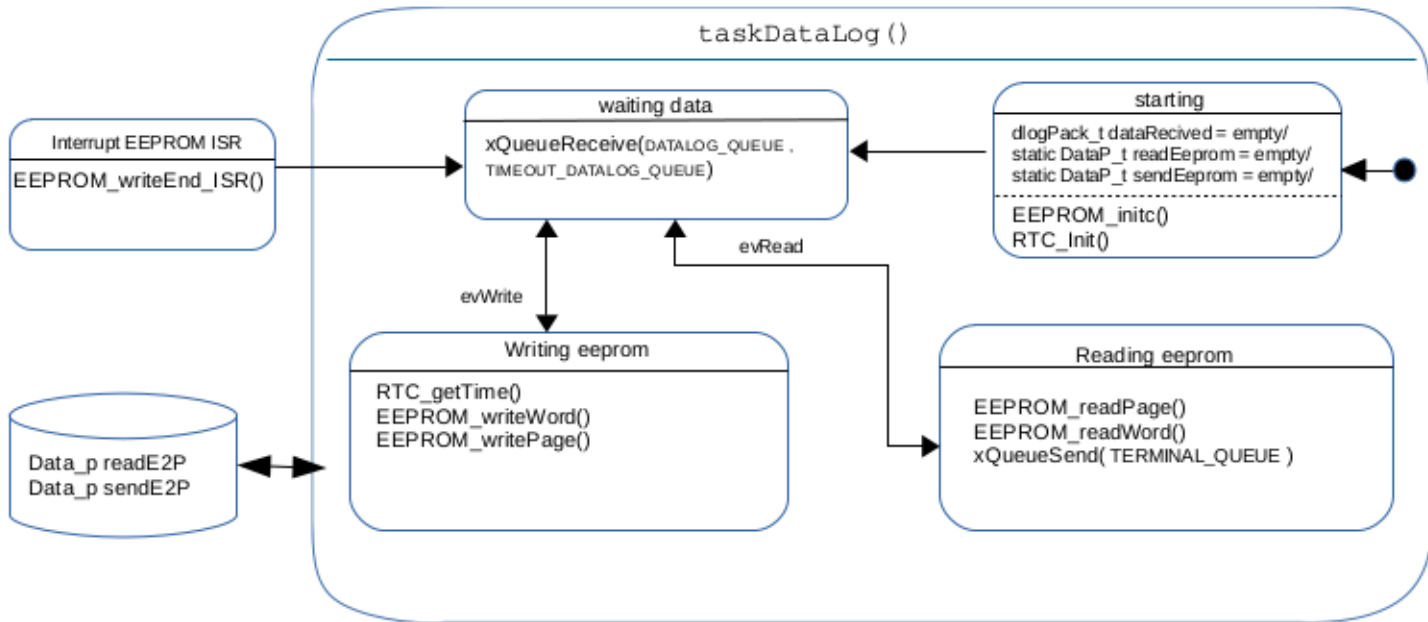 taskDataLog()
Interrupt EEPROM ISR
EEPROM_writeEnd_ISR()
waiting data
xQueueReceive(DATALOG_QUEUE ,
TIMEOUT_DATALOG_QUEUE)
starting
dlogPack_t dataRecived = empty/
static DataP_t readEeprom = empty/
static DataP_t sendEeprom = empty/
EEPROM_initc()
RTC_Init()
evRead
evWrite
Writing eeprom
RTC_getTime()
EEPROM_writeWord()
EEPROM_writePage()
Reading eeprom
EEPROM_readPage()
EEPROM_readWord()
xQueueSend( TERMINAL_QUEUE )
Data_p readE2P
Data_p sendE2P